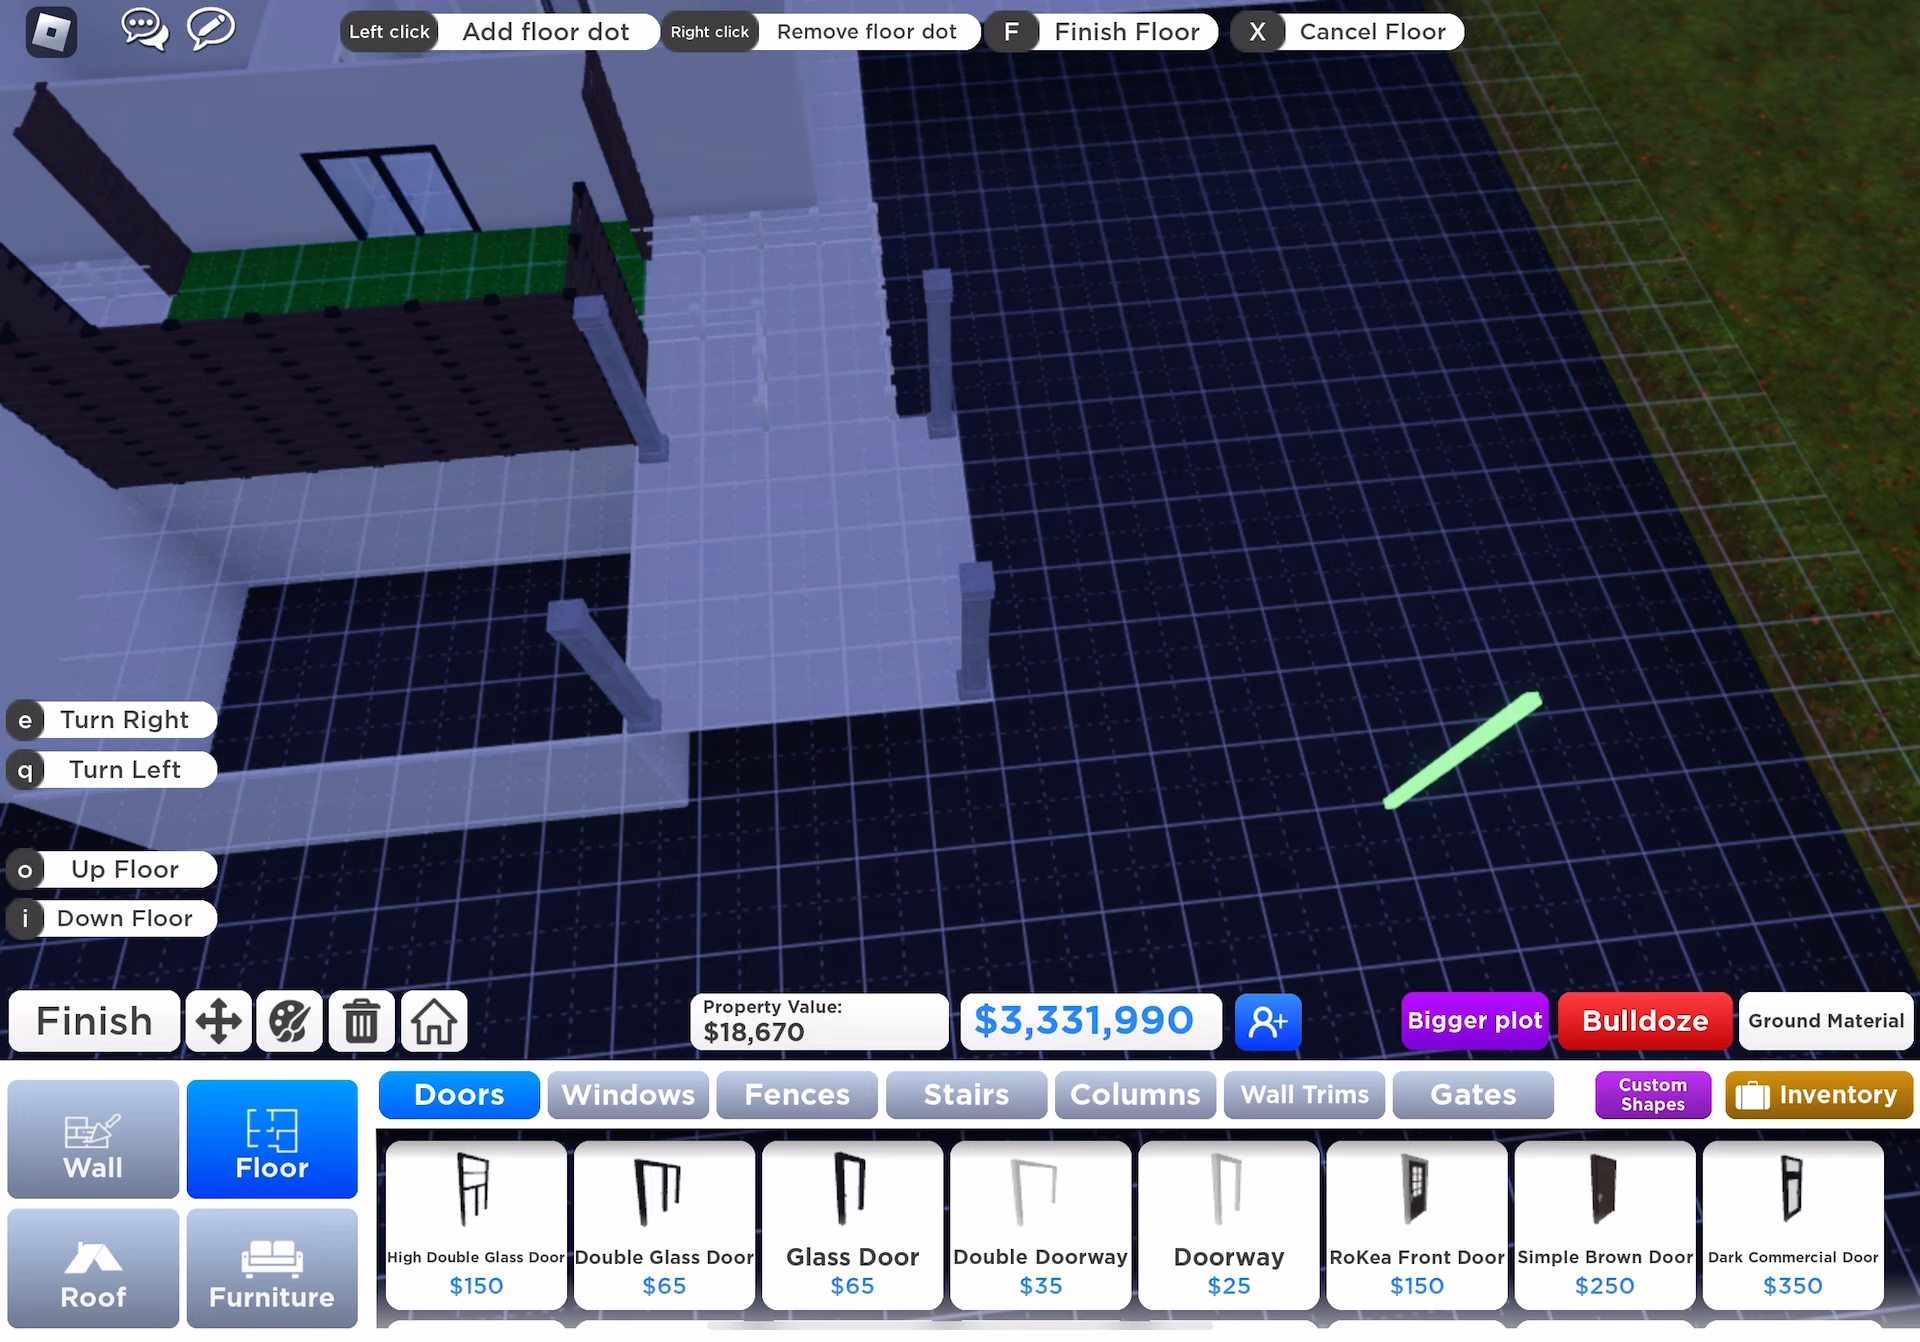 Left click Add floor dot Right click Remove floor dot F Finish Floor X Cancel Floor
e Turn Right
q Turn Left
o Up Floor
i Down Floor
Finish
Property Value:
$18,670
$3,331,990
Bigger plot
Bulldoze
Ground Material
Wall
Floor
Roof
Furniture
Doors Windows Fences Stairs Columns Wall Trims Gates
Custom
Shapes
Inventory
High Double Glass Door
$150
Double Glass Door
$65
Glass Door
$65
Double Doorway
$35
Doorway
$25
RoKea Front Door
$150
Simple Brown Door
$250
Dark Commercial Door
$350